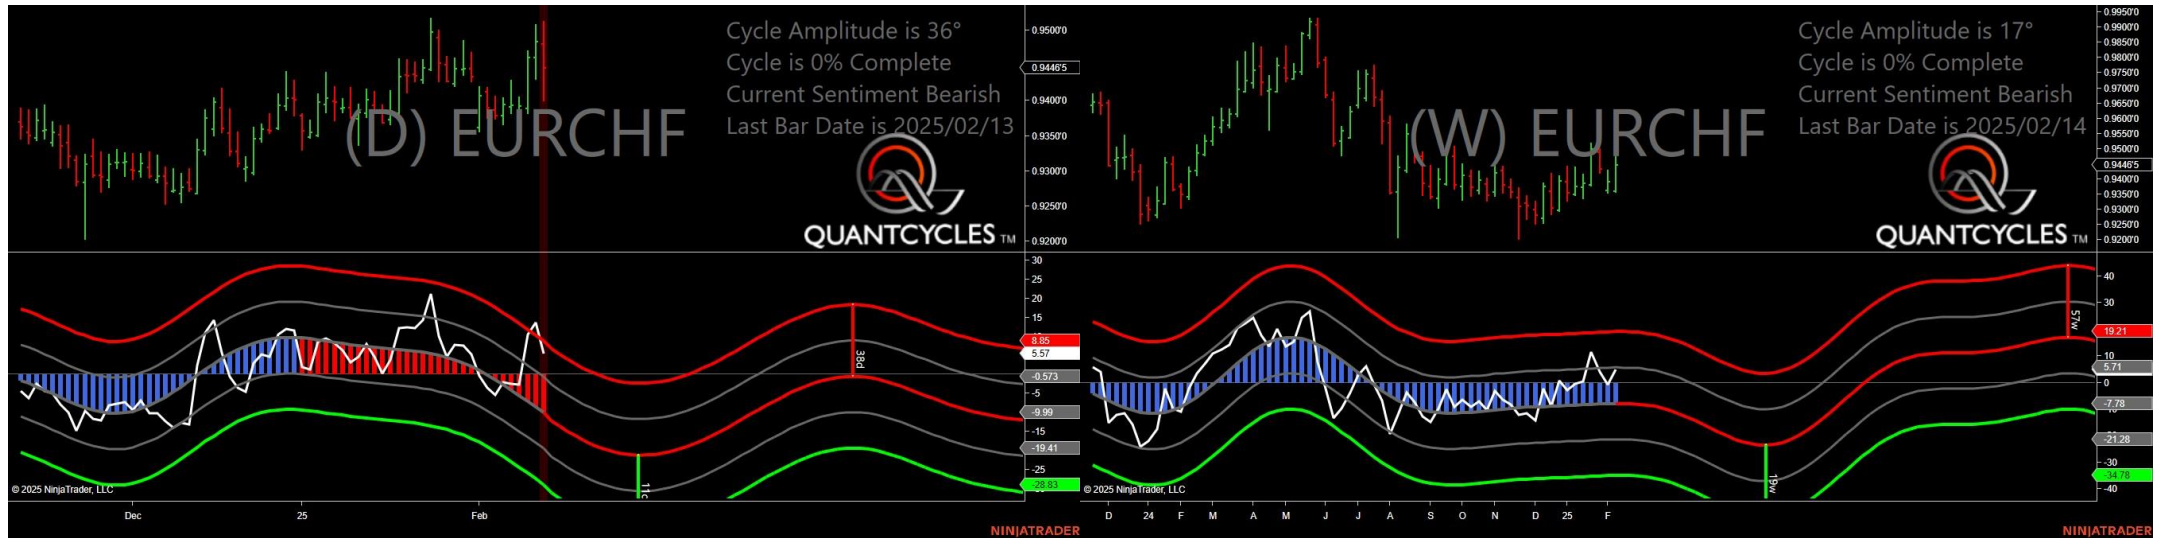 Cycle Amplitude is 36°
Cycle is 0% Complete
Current Sentiment Bearish
Last Bar Date is 2025/02/13
(D) EURCHF
QUANTCYCLES TM
0.9500'0
0.9446'5
0.9400'0
0.9350'0
0.9300'0
0.9250'0
0.9200'0
30
25
20
15
8.85
5.57
-0.573
-5
-9.99
-15
-19.41
-25
-28.83
38d
© 2025 NinjaTrader, LLC
Dec
25
Feb
NINJATRADER
Cycle Amplitude is 17°
Cycle is 0% Complete
Current Sentiment Bearish
Last Bar Date is 2025/02/14
(W) EURCHF
QUANTCYCLES TM
0.9950'0
0.9900'0
0.9850'0
0.9800'0
0.9750'0
0.9700'0
0.9650'0
0.9600'0
0.9550'0
0.9500'0
0.9446'5
0.9400'0
0.9350'0
0.9300'0
0.9250'0
0.9200'0
40
30
19.21
10
5.71
0
-7.78
-21.28
-30
-34.78
-40
57w
19w
© 2025 NinjaTrader, LLC
D
24
F
M
A
M
J
J
A
S
O
N
D
25
F
NINJATRADER